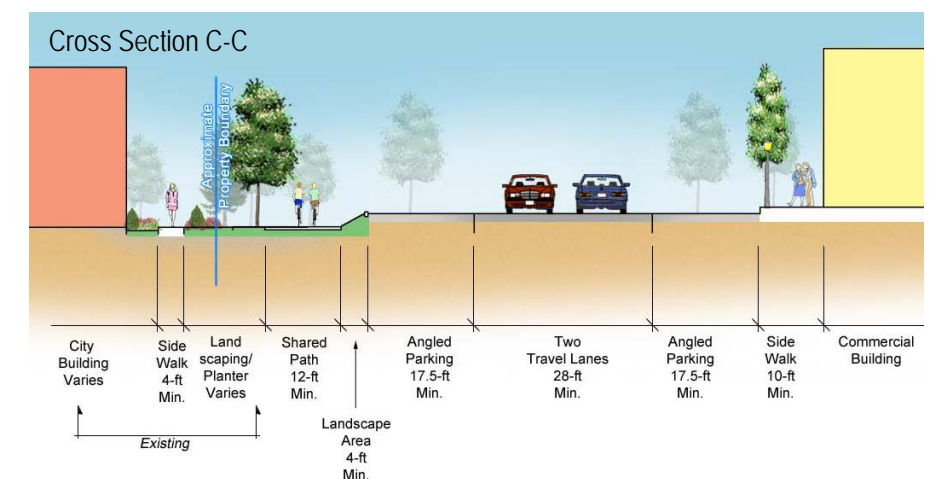 Cross Section C-C
Approximate
Property Boundary
City
Building
Varies
Side
Walk
4-ft
Min.
Land
scaping/
Planter
Varies
Shared
Path
12-ft
Min.
Landscape
Area
4-ft
Min.
Angled
Parking
17.5-ft
Min.
Two
Travel Lanes
28-ft
Min.
Angled
Parking
17.5-ft
Min.
Side
Walk
10-ft
Min.
Commercial
Building
Existing